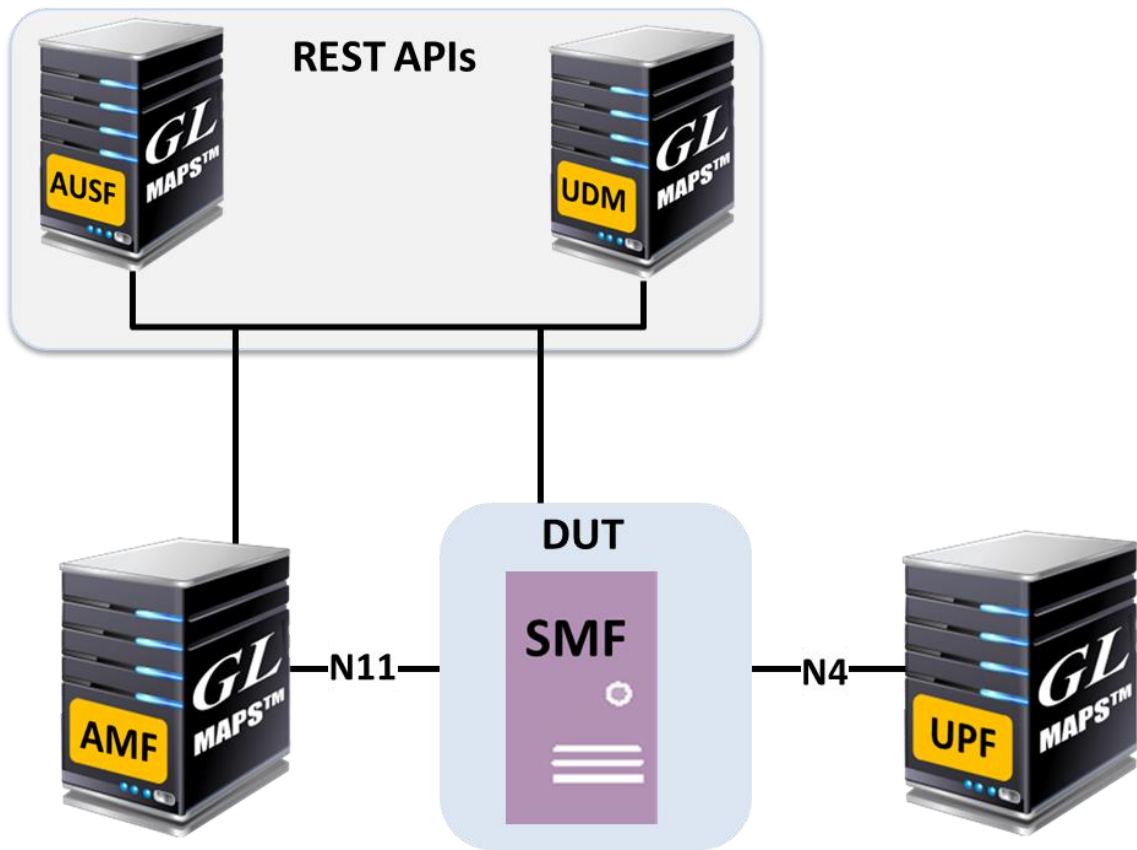 REST APIs
AUSF
GL
MAPS™
UDM
GL
MAPS™
DUT
SMF
N11
N4
AMF
GL
MAPS™
UPF
GL
MAPS™